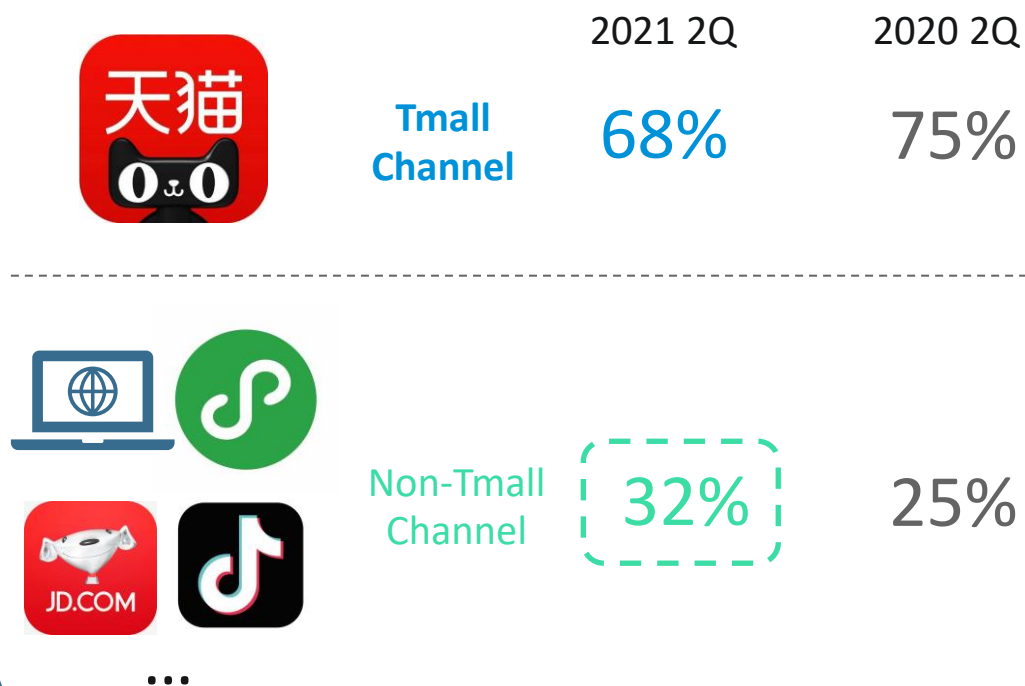 2021 2Q 2020 2Q
天猫
Tmall
Channel
68% 75%
Non-Tmall
Channel
32% 25%
JD.COM
...